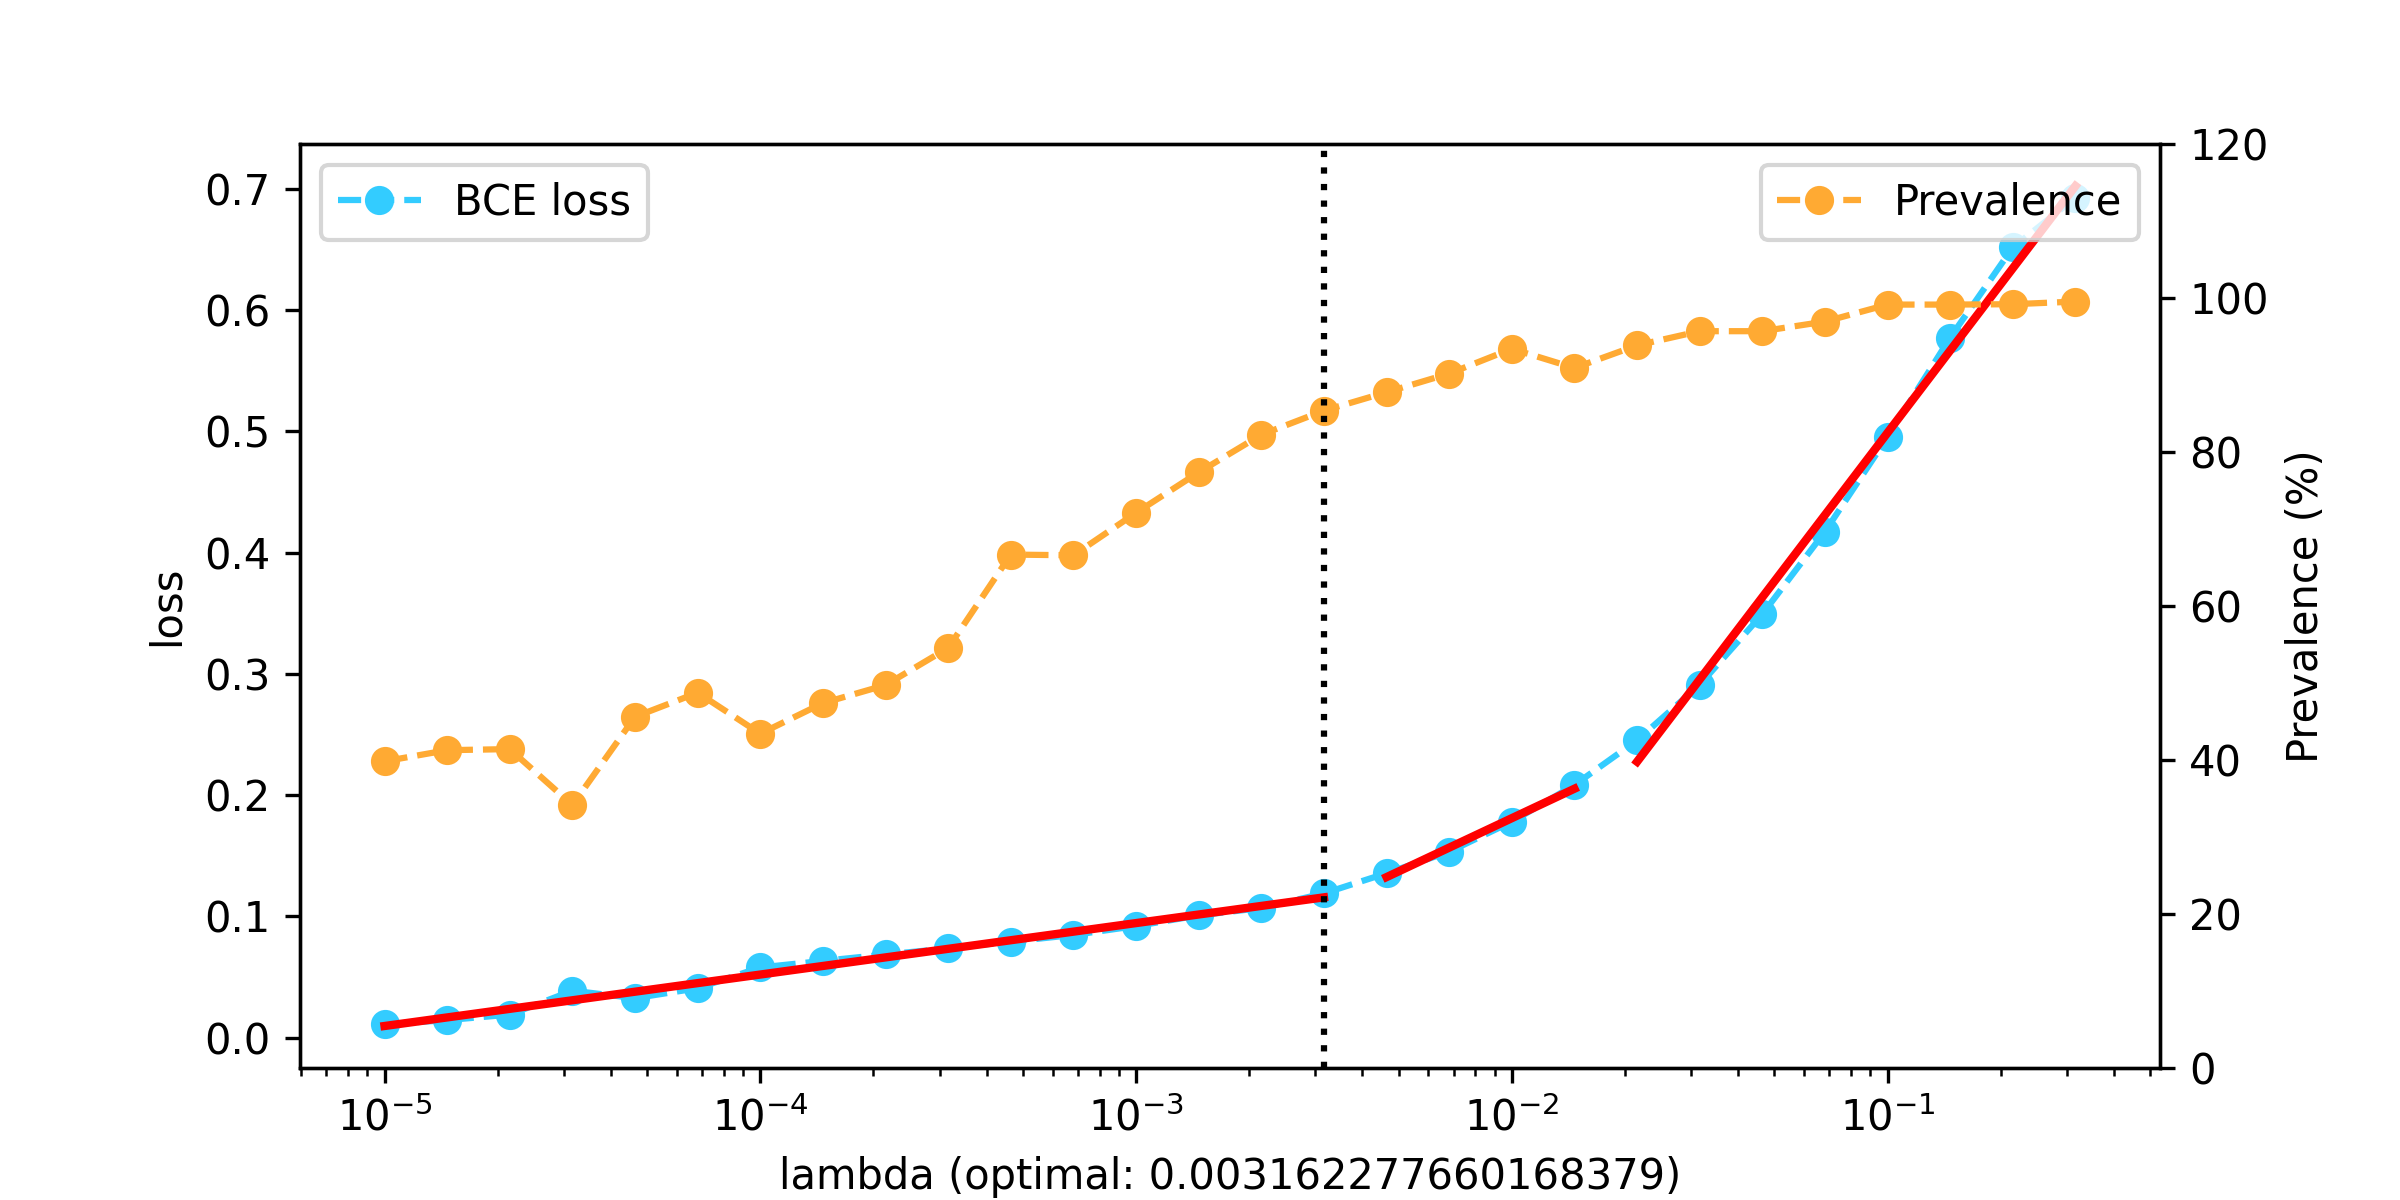 BCE loss
Prevalence
0.7
0.6
0.5
0.4
0.3
0.2
0.1
0.0
loss
120
100
80
60
40
20
0
Prevalence (%)
10⁻⁵ 10⁻⁴ 10⁻³ 10⁻² 10⁻¹
lambda (optimal: 0.0031622776601683​79)